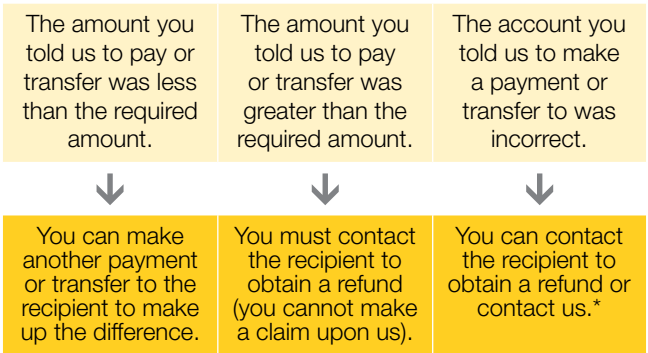 The amount you
told us to pay or
transfer was less
than the required
amount.
The amount you
told us to pay
or transfer was
greater than the
required amount.
The account you
told us to make
a payment or
transfer to was
incorrect.
You can make
another payment
or transfer to the
recipient to make
up the difference.
You must contact
the recipient to
obtain a refund
(you cannot make
a claim upon us).
You can contact
the recipient to
obtain a refund or
contact us.*